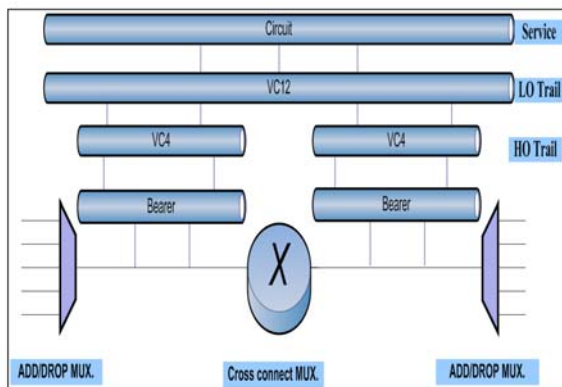 Circuit
Service
VC12
LO Trail
VC4
VC4
HO Trail
Bearer
Bearer
X
ADD/DROP MUX.
Cross connect MUX.
ADD/DROP MUX.